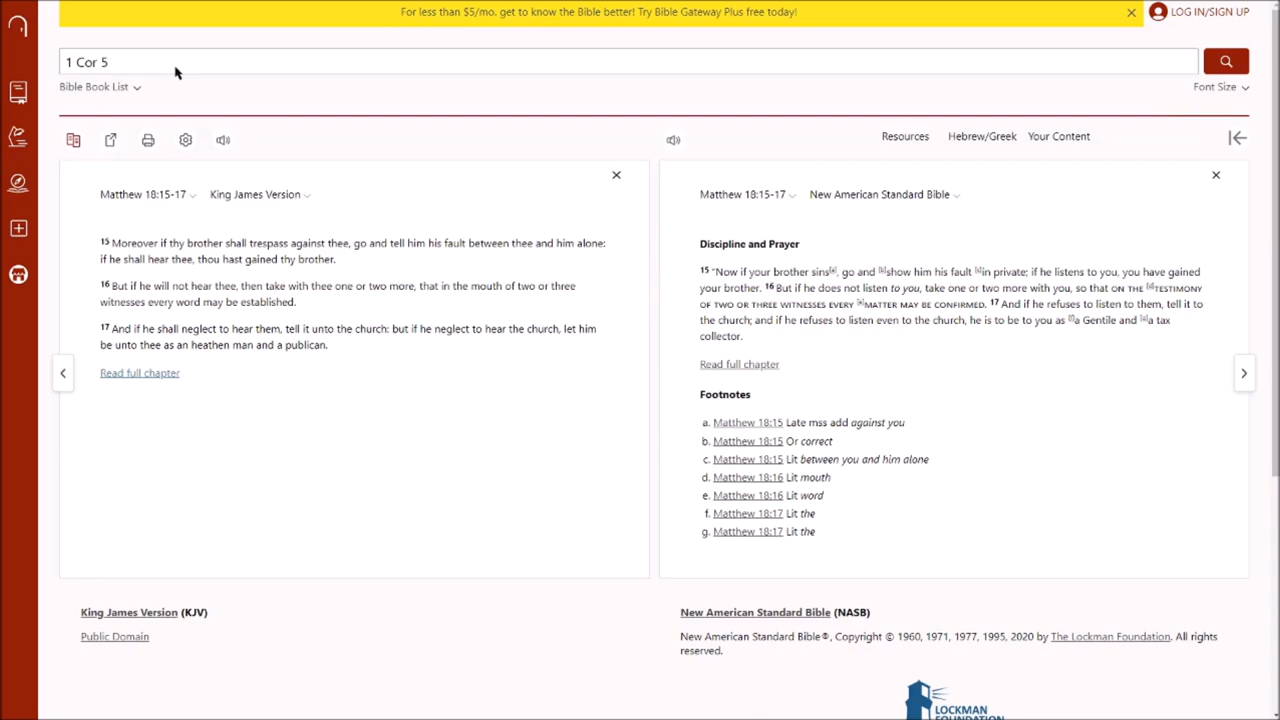 For less than $5/mo. get to know the Bible better! Try Bible Gateway Plus free today!
LOG IN/SIGN UP
1 Cor 5
Bible Book List
Font Size
Resources Hebrew/Greek Your Content
Matthew 18:15-17 King James Version
15 Moreover if thy brother shall trespass against thee, go and tell him his fault between thee and him alone:
if he shall hear thee, thou hast gained thy brother.
16 But if he will not hear thee, then take with thee one or two more, that in the mouth of two or three
witnesses every word may be established.
17 And if he shall neglect to hear them, tell it unto the church: but if he neglect to hear the church, let him
be unto thee as an heathen man and a publican.
Read full chapter
Matthew 18:15-17 New American Standard Bible
Discipline and Prayer
15 "Now if your brother sins[a], go and [b]show him his fault [c]in private; if he listens to you, you have gained
your brother. 16 But if he does not listen to you, take one or two more with you, so that ON THE [d]TESTIMONY
OF TWO OR THREE WITNESSES EVERY [e]MATTER MAY BE CONFIRMED. 17 And if he refuses to listen to them, tell it to
the church; and if he refuses to listen even to the church, he is to be to you as [f]a Gentile and [g]a tax
collector.
Read full chapter
Footnotes
a. Matthew 18:15 Late mss add against you
b. Matthew 18:15 Or correct
c. Matthew 18:15 Lit between you and him alone
d. Matthew 18:16 Lit mouth
e. Matthew 18:16 Lit word
f. Matthew 18:17 Lit the
g. Matthew 18:17 Lit the
King James Version (KJV)
Public Domain
New American Standard Bible (NASB)
New American Standard Bible®, Copyright © 1960, 1971, 1977, 1995, 2020 by The Lockman Foundation. All rights
reserved.
LOCKMAN
FOUNDATION